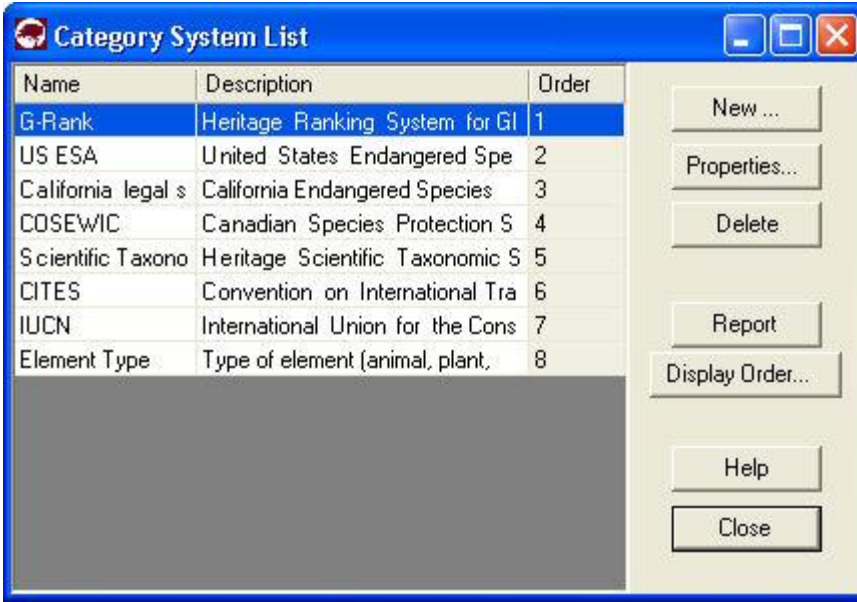 Category System List
Name Description Order
G-Rank Heritage Ranking System for Gl 1
US ESA United States Endangered Spe 2
California legal s California Endangered Species 3
COSEWIC Canadian Species Protection S 4
Scientific Taxono Heritage Scientific Taxonomic S 5
CITES Convention on International Tra 6
IUCN International Union for the Cons 7
Element Type Type of element (animal, plant, 8
New ...
Properties...
Delete
Report
Display Order...
Help
Close